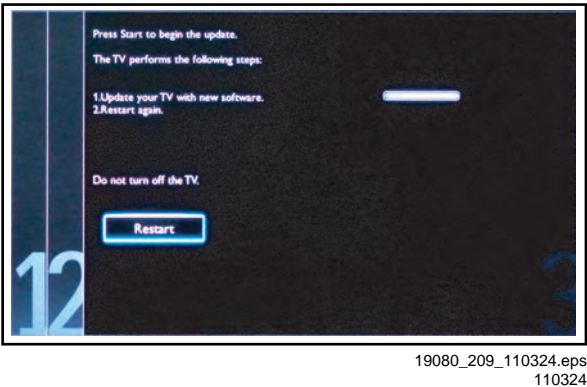 Press Start to begin the update.
The TV performs the following steps:
1.Update your TV with new software.
2.Restart again.
Do not turn off the TV.
Restart
12
3
19080_209_110324.eps
110324